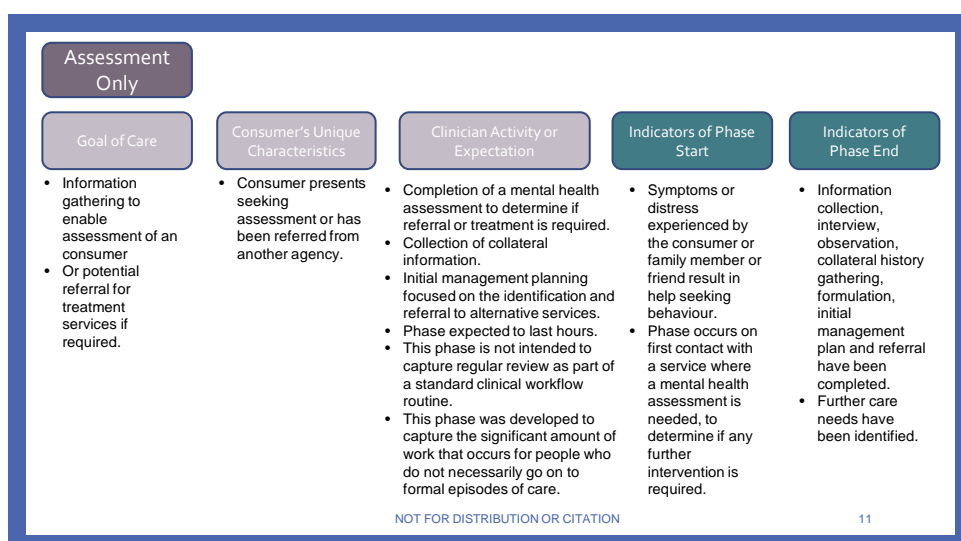 Assessment
Only
Goal of Care
• Information
gathering to
enable
assessment of an
consumer
• Or potential
referral for
treatment
services if
required.
Consumer's Unique
Characteristics
• Consumer presents
seeking
assessment or has
been referred from
another agency.
Clinician Activity or
Expectation
• Completion of a mental health
assessment to determine if
referral or treatment is required.
• Collection of collateral
information.
• Initial management planning
focused on the identification and
referral to alternative services.
• Phase expected to last hours.
• This phase is not intended to
capture regular review as part of
a standard clinical workflow
routine.
• This phase was developed to
capture the significant amount of
work that occurs for people who
do not necessarily go on to
formal episodes of care.
Indicators of Phase
Start
• Symptoms or
distress
experienced by
the consumer or
family member or
friend result in
help seeking
behaviour.
• Phase occurs on
first contact with
a service where
a mental health
assessment is
needed, to
determine if any
further
intervention is
required.
Indicators of
Phase End
• Information
collection,
interview,
observation,
collateral history
gathering,
formulation,
initial
management
plan and referral
have been
completed.
• Further care
needs have
been identified.
NOT FOR DISTRIBUTION OR CITATION
11